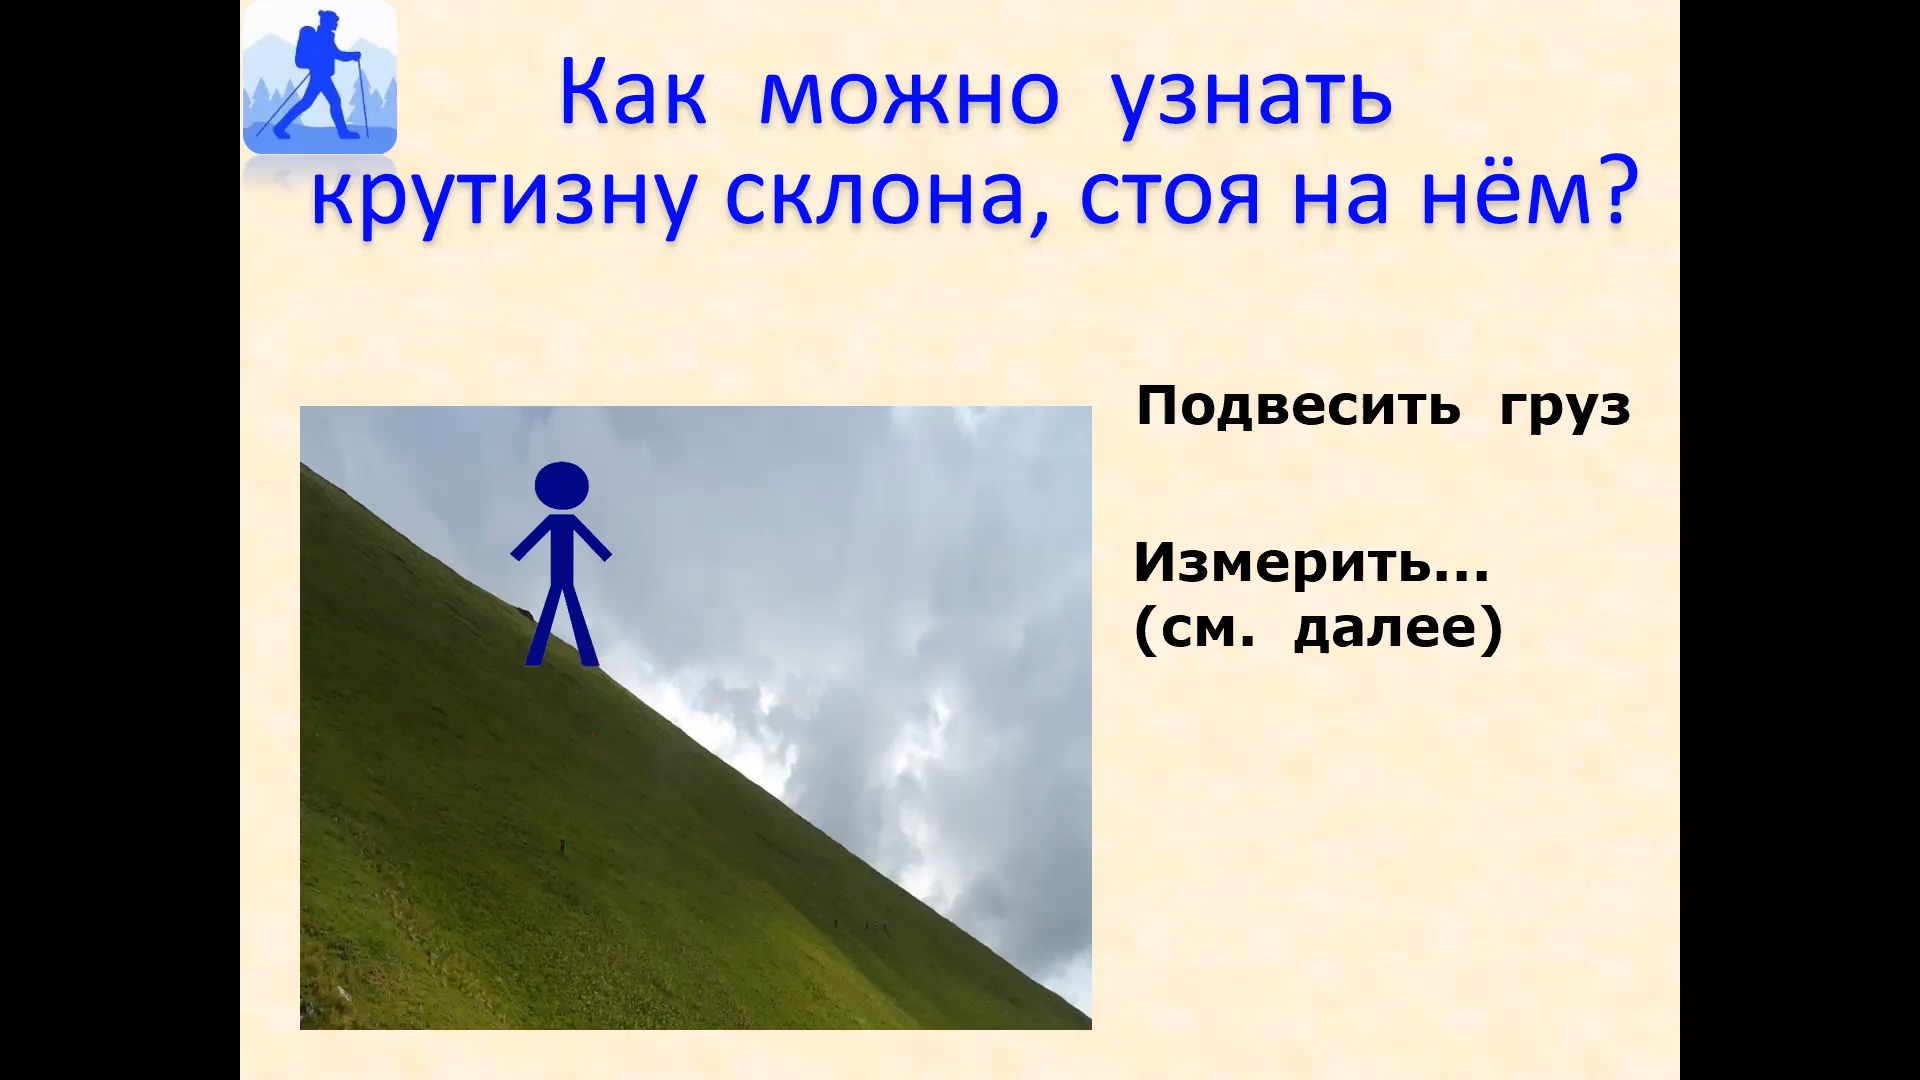 Как можно узнать
крутизну склона, стоя на нём?
Подвесить груз
Измерить...
(см. далее)